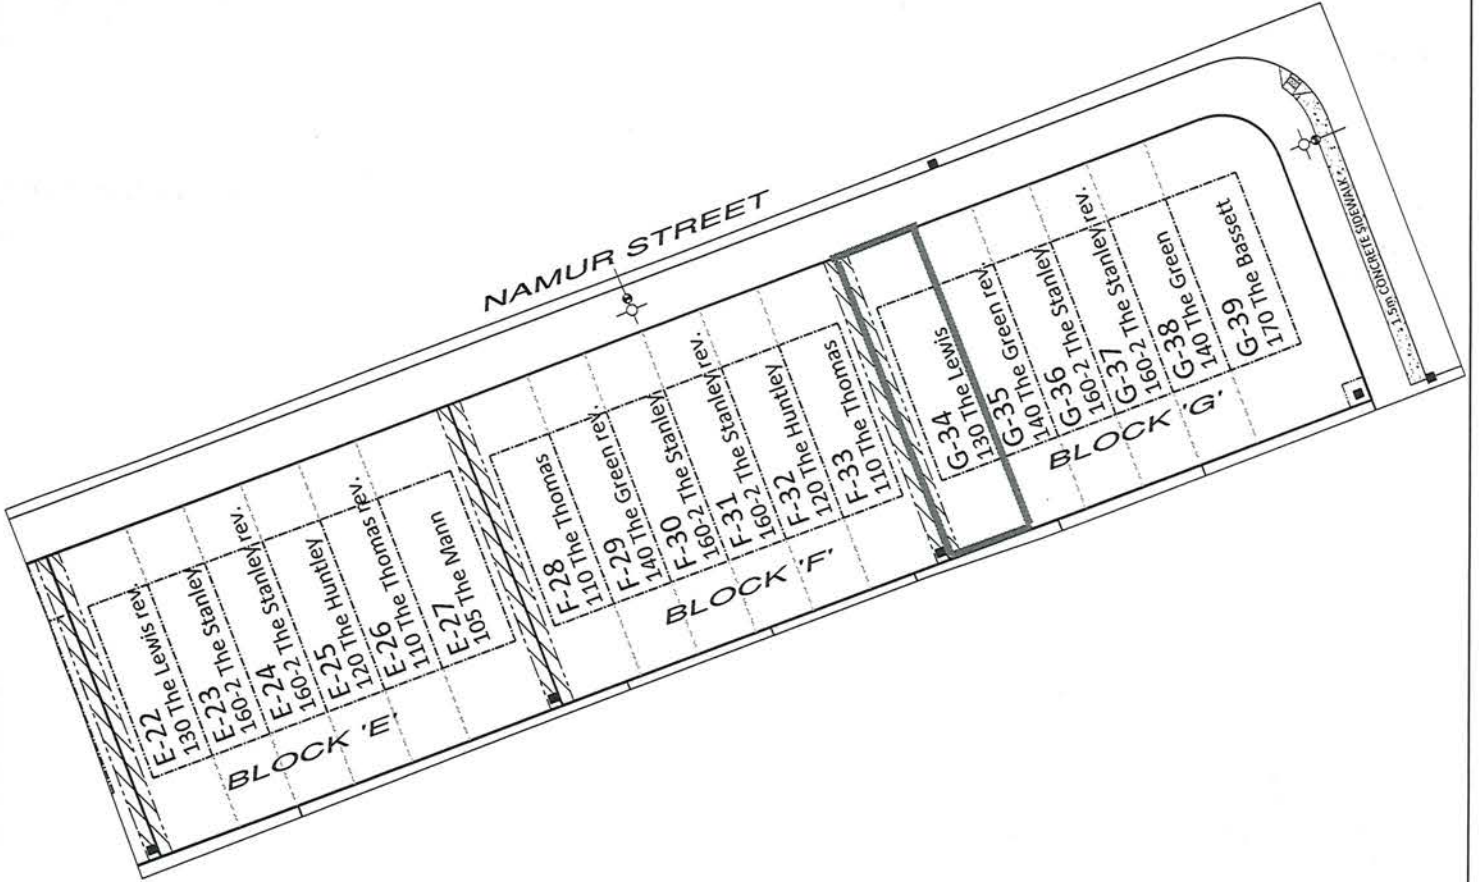 NAMUR STREET
E-22
130 The Lewis rev.
E-23
160-2 The Stanley
E-24
160-2 The Stanley rev.
E-25
120 The Huntley
E-26
110 The Thomas rev.
E-27
105 The Mann
BLOCK 'E'
F-28
110 The Thomas
F-29
140 The Green rev.
F-30
160-2 The Stanley
F-31
160-2 The Stanley rev.
F-32
120 The Huntley
F-33
110 The Thomas
BLOCK 'F'
G-34
130 The Lewis
G-35
140 The Green rev.
G-36
160-2 The Stanley
G-37
160-2 The Stanley rev.
G-38
140 The Green
G-39
170 The Bassett
BLOCK 'G'
1.5m CONCRETE SIDEWALK